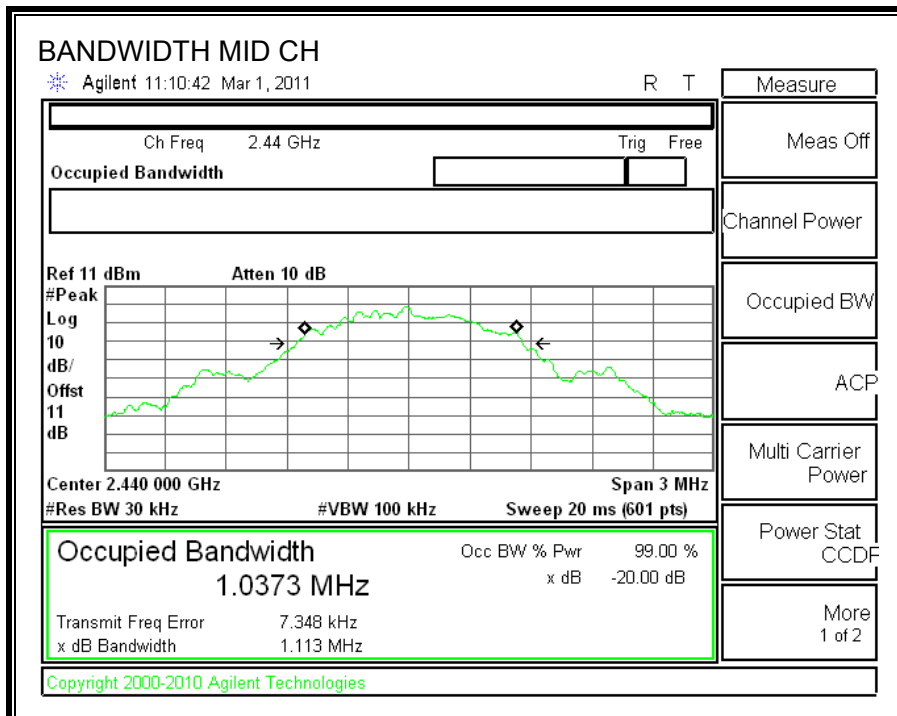 BANDWIDTH MID CH
Agilent 11:10:42 Mar 1, 2011 R T
Measure
Ch Freq 2.44 GHz Trig Free
Meas Off
Occupied Bandwidth
Channel Power
Ref 11 dBm Atten 10 dB
#Peak
Log
10
dB/
Offst
11
dB
Occupied BW
ACP
Center 2.440 000 GHz Span 3 MHz
#Res BW 30 kHz #VBW 100 kHz Sweep 20 ms (601 pts)
Multi Carrier
Power
Occupied Bandwidth Occ BW % Pwr 99.00 %
1.0373 MHz x dB -20.00 dB
Power Stat
CCDF
Transmit Freq Error 7.348 kHz
x dB Bandwidth 1.113 MHz
More
1 of 2
Copyright 2000-2010 Agilent Technologies